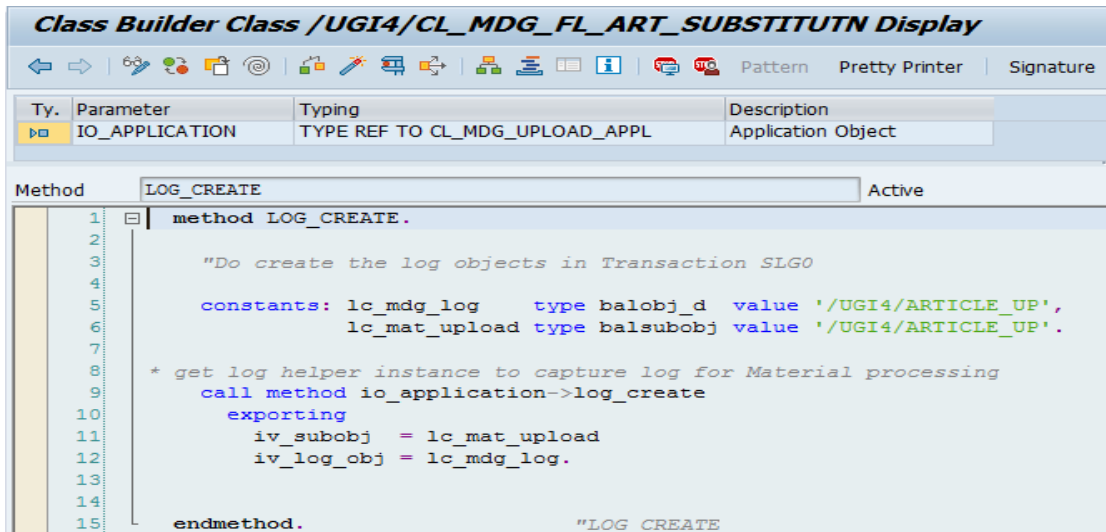 Class Builder Class /UGI4/CL_MDG_FL_ART_SUBSTITUTN Display
Pattern Pretty Printer Signature
Ty. Parameter Typing Description
IO_APPLICATION TYPE REF TO CL_MDG_UPLOAD_APPL Application Object
Method LOG_CREATE Active
1 method LOG_CREATE.
2
3 "Do create the log objects in Transaction SLG0
4
5 constants: lc_mdg_log type balobj_d value '/UGI4/ARTICLE_UP',
6 lc_mat_upload type balsubobj value '/UGI4/ARTICLE_UP'.
7
8 * get log helper instance to capture log for Material processing
9 call method io_application->log_create
10 exporting
11 iv_subobj = lc_mat_upload
12 iv_log_obj = lc_mdg_log.
13
14
15 endmethod. "LOG_CREATE